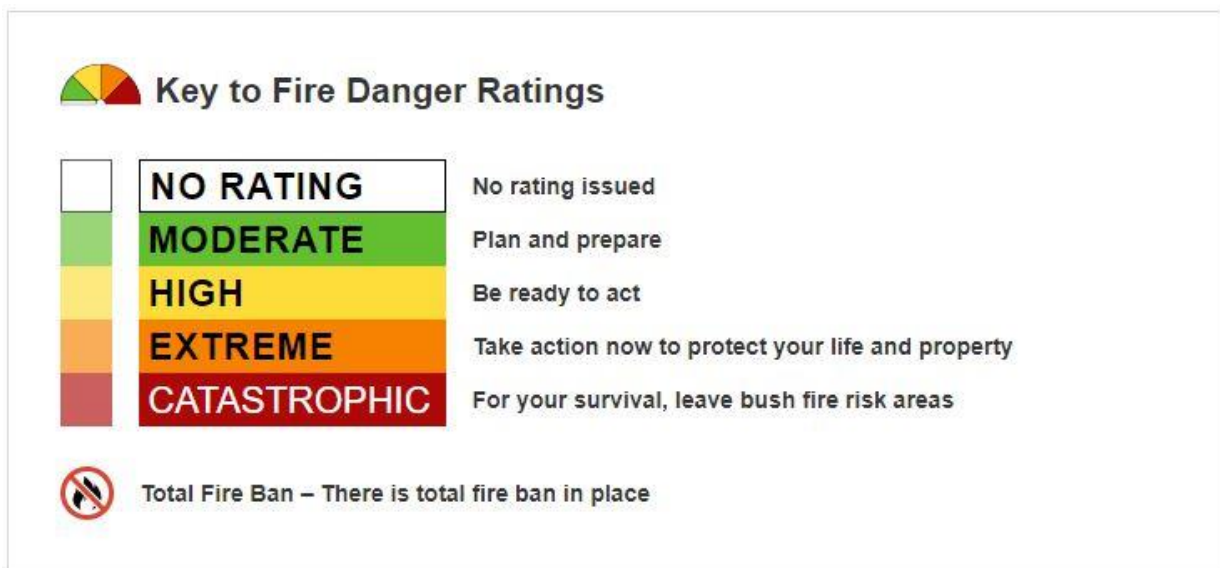 Key to Fire Danger Ratings
NO RATING No rating issued
MODERATE Plan and prepare
HIGH Be ready to act
EXTREME Take action now to protect your life and property
CATASTROPHIC For your survival, leave bush fire risk areas
Total Fire Ban – There is total fire ban in place